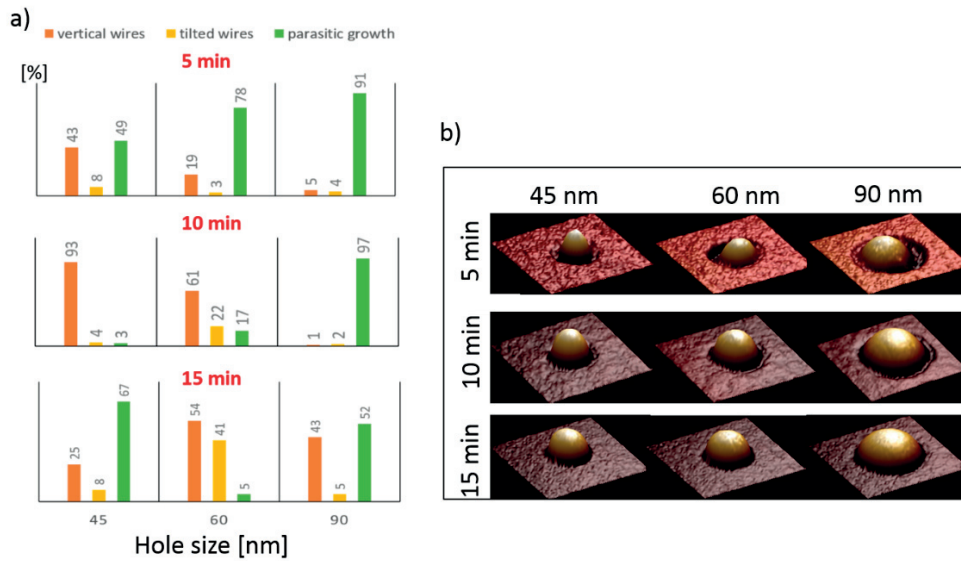 a)
vertical wires tilted wires parasitic growth
5 min
[%]
43 8 49 19 3 78 5 4 91
10 min
93 4 3 61 22 17 1 2 97
15 min
25 8 67 54 41 5 43 5 52
45 60 90
Hole size [nm]
b)
45 nm 60 nm 90 nm
5 min
10 min
15 min